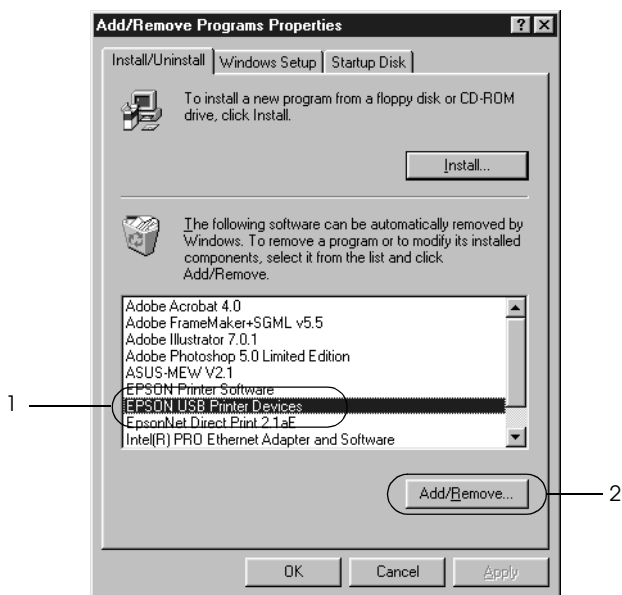 Add/Remove Programs Properties
Install/Uninstall
Windows Setup
Startup Disk
To install a new program from a floppy disk or CD-ROM
drive, click Install.
Install...
The following software can be automatically removed by
Windows. To remove a program or to modify its installed
components, select it from the list and click
Add/Remove.
Adobe Acrobat 4.0
Adobe FrameMaker+SGML v5.5
Adobe Illustrator 7.0.1
Adobe Photoshop 5.0 Limited Edition
ASUS-MEW V2.1
EPSON Printer Software
1
EPSON USB Printer Devices
EpsonNet Direct Print 2.1aE
Intel(R) PRO Ethernet Adapter and Software
Add/Remove...
2
OK
Cancel
Apply